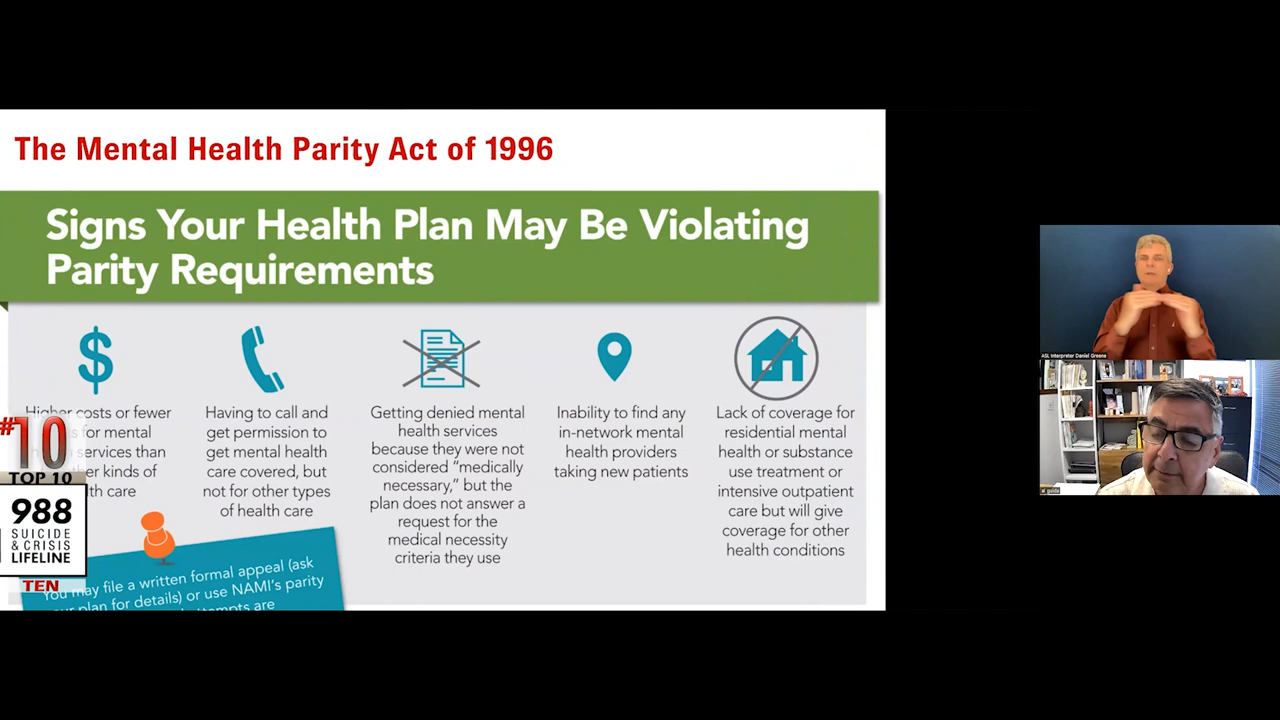 The Mental Health Parity Act of 1996
Signs Your Health Plan May Be Violating
Parity Requirements
Higher costs or fewer
for mental
services than
kinds of
care
Having to call and
get permission to
get mental health
care covered, but
not for other types
of health care
Getting denied mental
health services
because they were not
considered “medically
necessary,” but the
plan does not answer a
request for the
medical necessity
criteria they use
Inability to find any
in-network mental
health providers
taking new patients
Lack of coverage for
residential mental
health or substance
use treatment or
intensive outpatient
care but will give
coverage for other
health conditions
#10
TOP 10
988
SUICIDE
& CRISIS
LIFELINE
TEN
You may file a written formal appeal (ask
plan for details) or use NAMI's parity
are
ASL Interpreter Daniel Greene